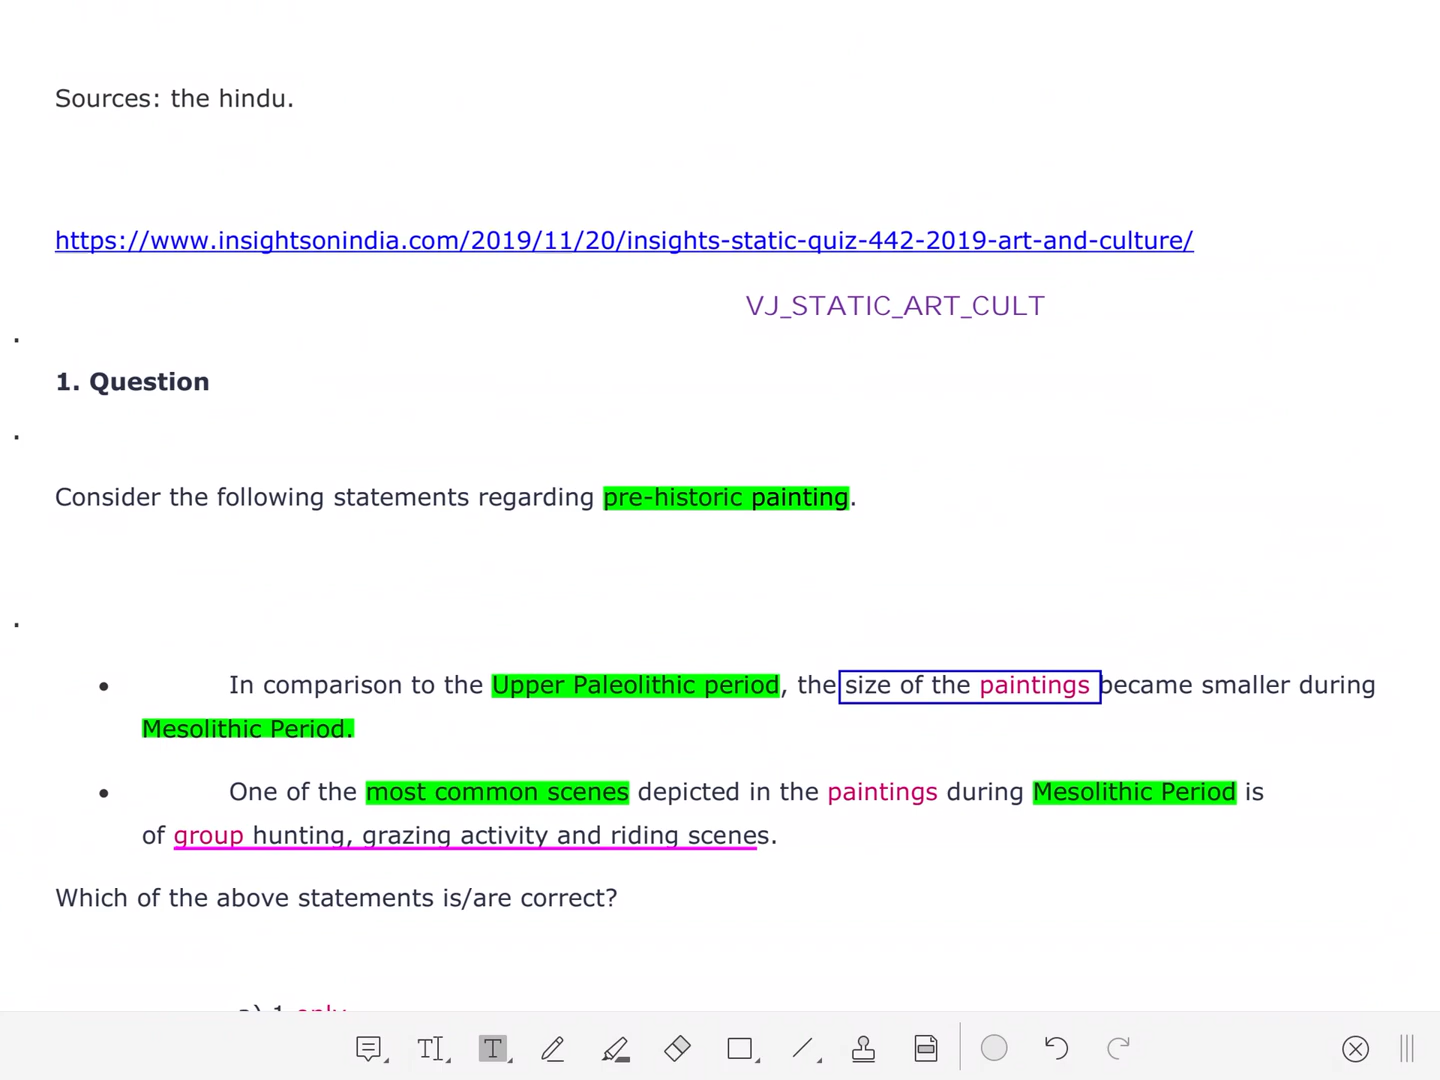 Sources: the hindu.
https://www.insightsonindia.com/2019/11/20/insights-static-quiz-442-2019-art-and-culture/
VJ_STATIC_ART_CULT
1. Question
Consider the following statements regarding pre-historic painting.
• In comparison to the Upper Paleolithic period, the size of the paintings became smaller during
Mesolithic Period.
• One of the most common scenes depicted in the paintings during Mesolithic Period is
of group hunting, grazing activity and riding scenes.
Which of the above statements is/are correct?
a) 1 only